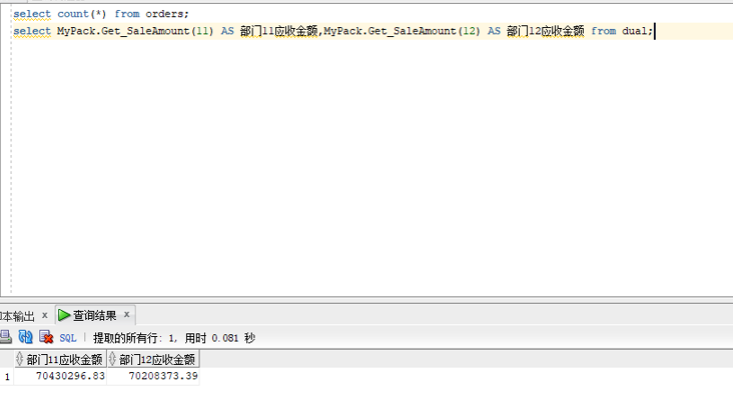 select count(*) from orders;
select MyPack.Get_SaleAmount(11) AS 部门11应收金额,MyPack.Get_SaleAmount(12) AS 部门12应收金额 from dual;
本输出 x 查询结果 x
SQL | 提取的所有行: 1, 用时 0.081 秒
部门11应收金额 部门12应收金额
1 70430296.83 70208373.39